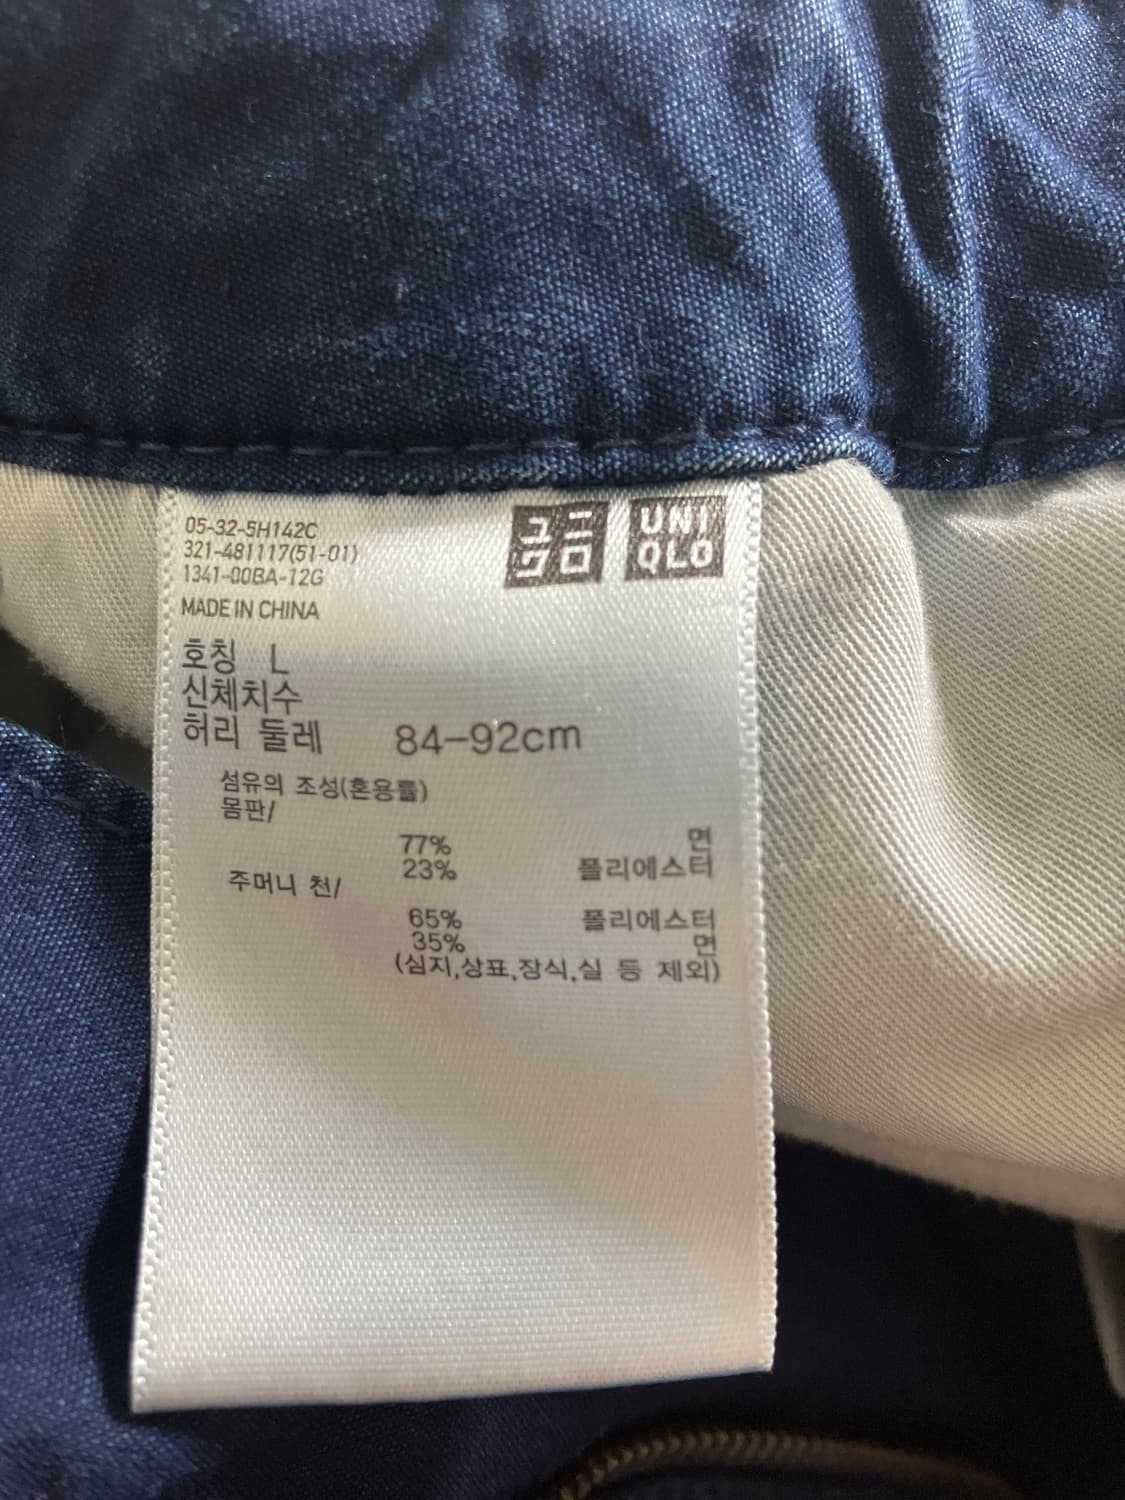 05-32-5H142C
321-481117(51-01)
1341-00BA-12G
MADE IN CHINA
ユニ
クロ
UNI
QLO
호칭 L
신체치수
허리 둘레 84-92cm
섬유의 조성(혼용률)
몸판/
77% 면
23% 폴리에스터
주머니 천/
65% 폴리에스터
35% 면
(심지,상표,장식,실 등 제외)